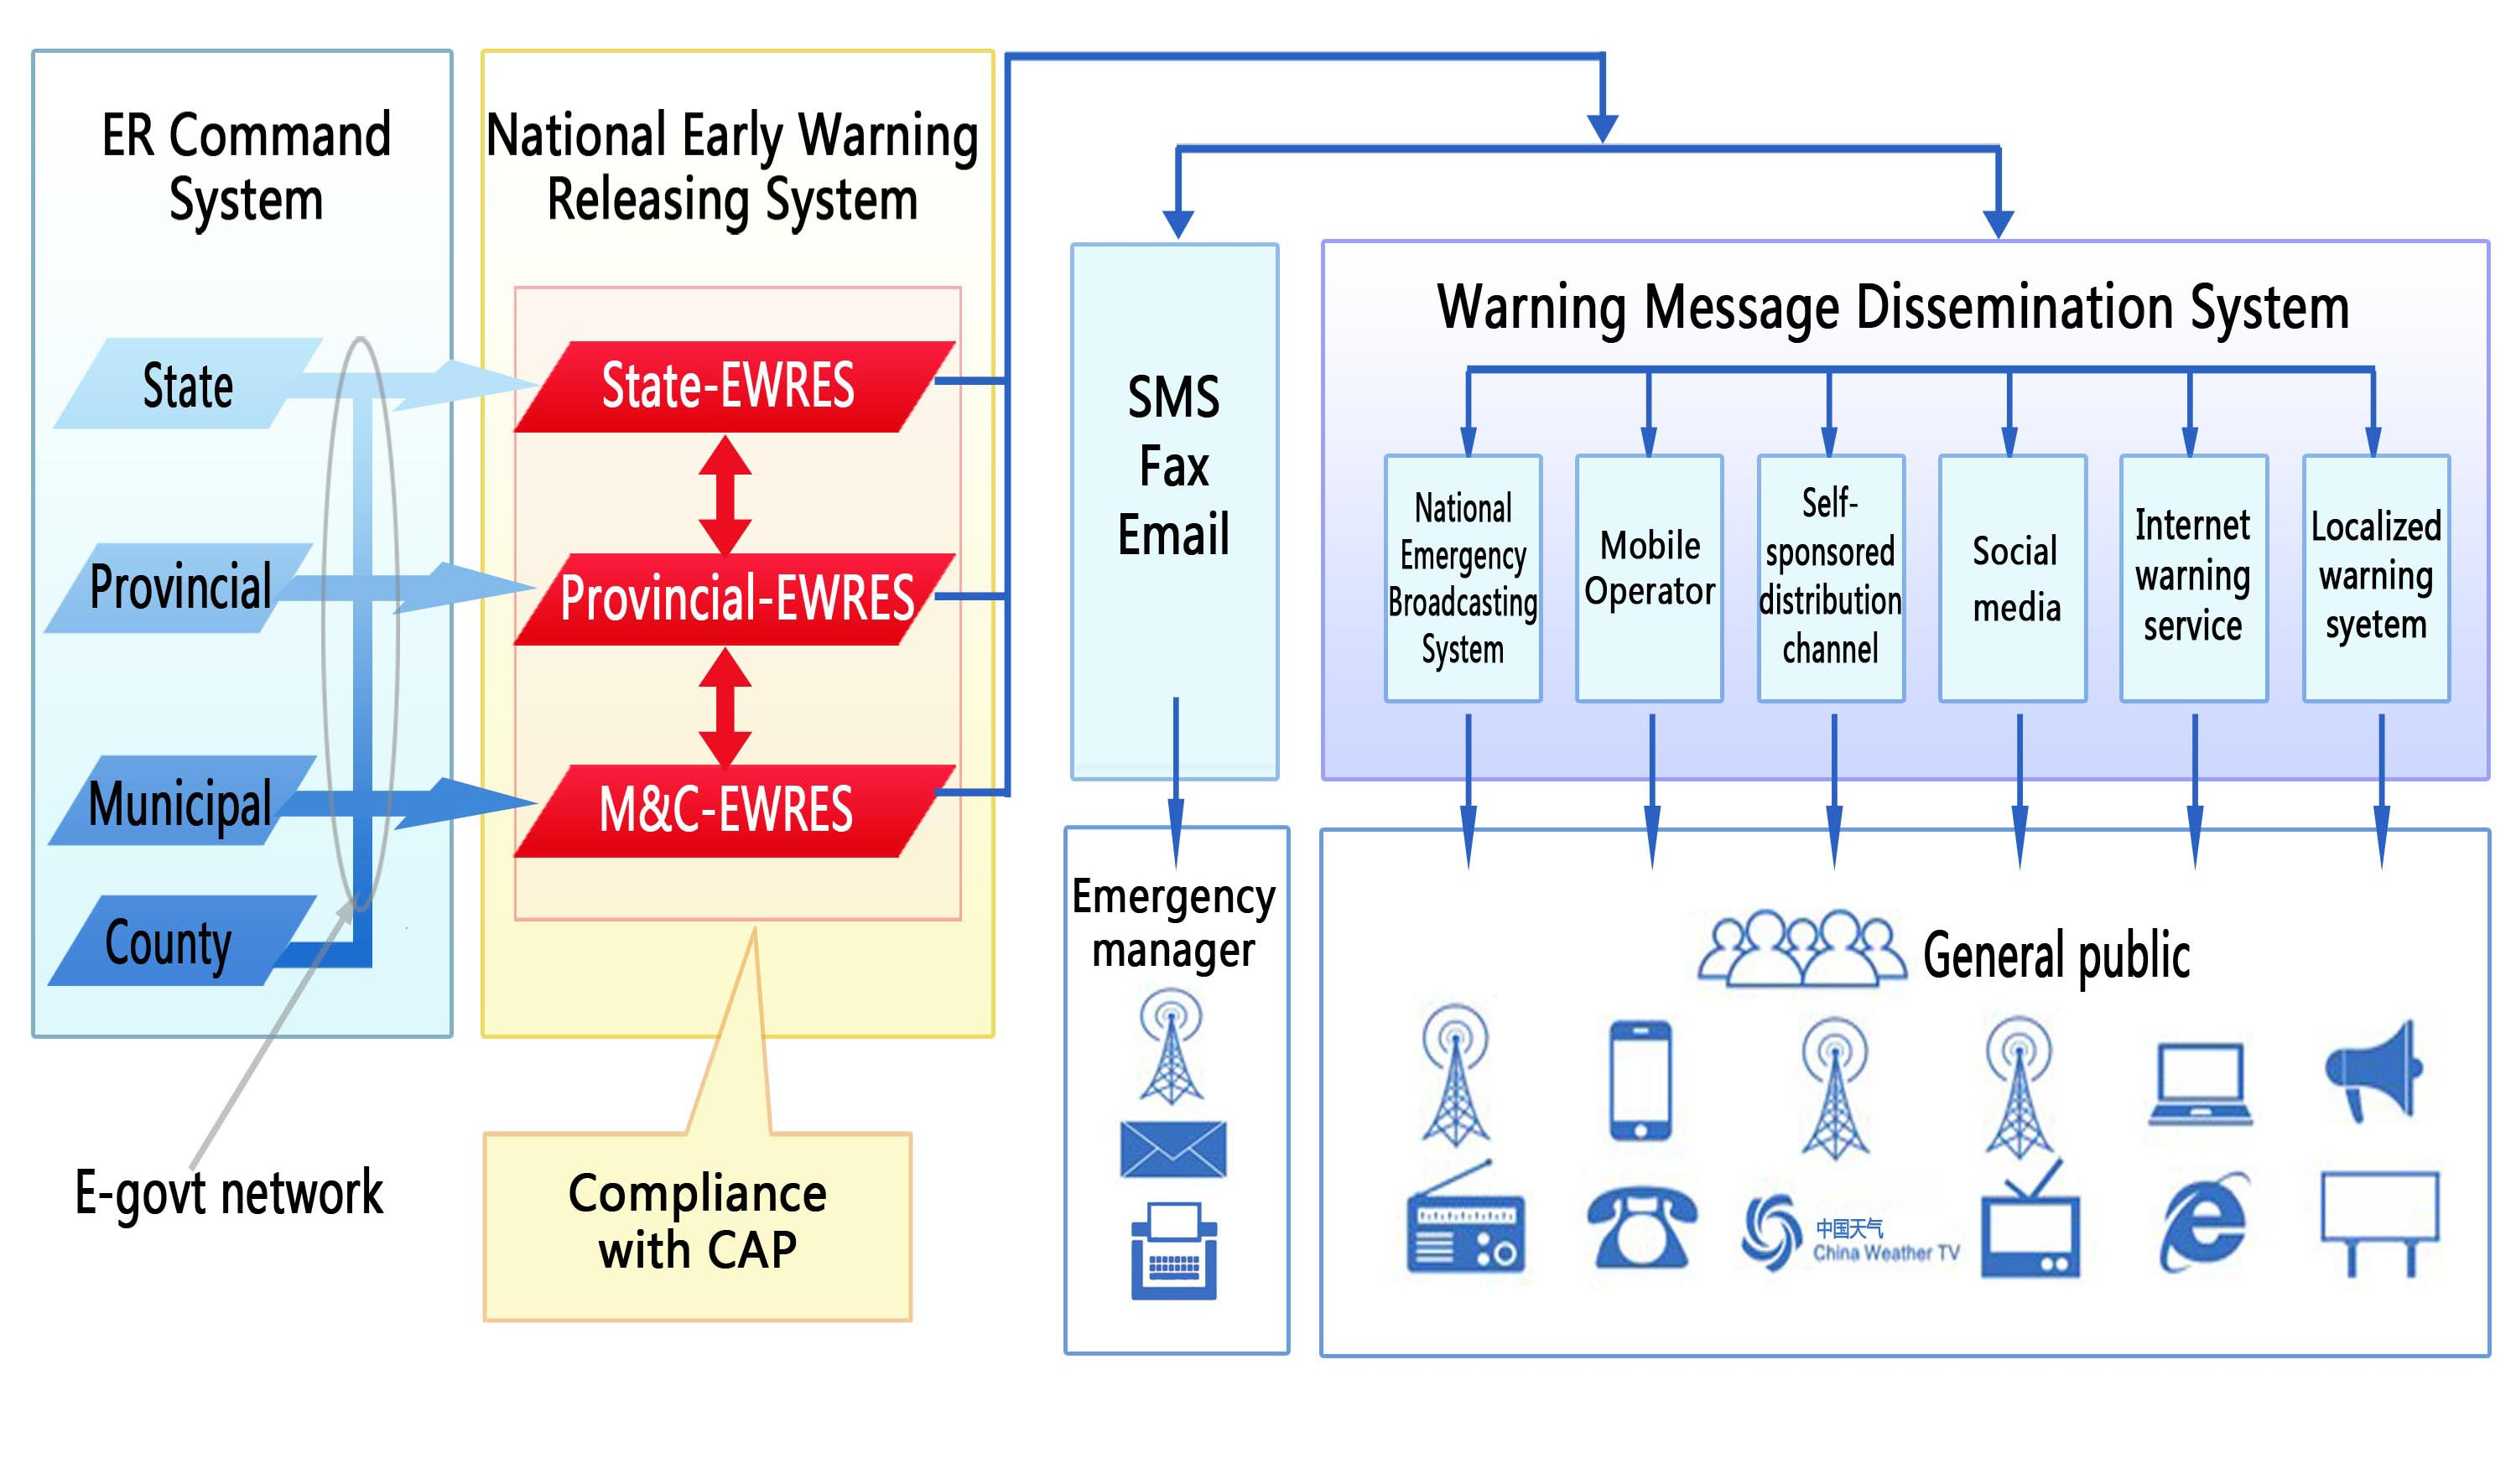 ER Command
System
State
Provincial
Municipal
County
E-govt network
National Early Warning
Releasing System
State-EWRES
Provincial-EWRES
M&C-EWRES
Compliance
with CAP
SMS
Fax
Email
Emergency
manager
Warning Message Dissemination System
National
Emergency
Broadcasting
System
Mobile
Operator
Self-
sponsored
distribution
channel
Social
media
Internet
warning
service
Localized
warning
syetem
General public
中国天气
China Weather TV